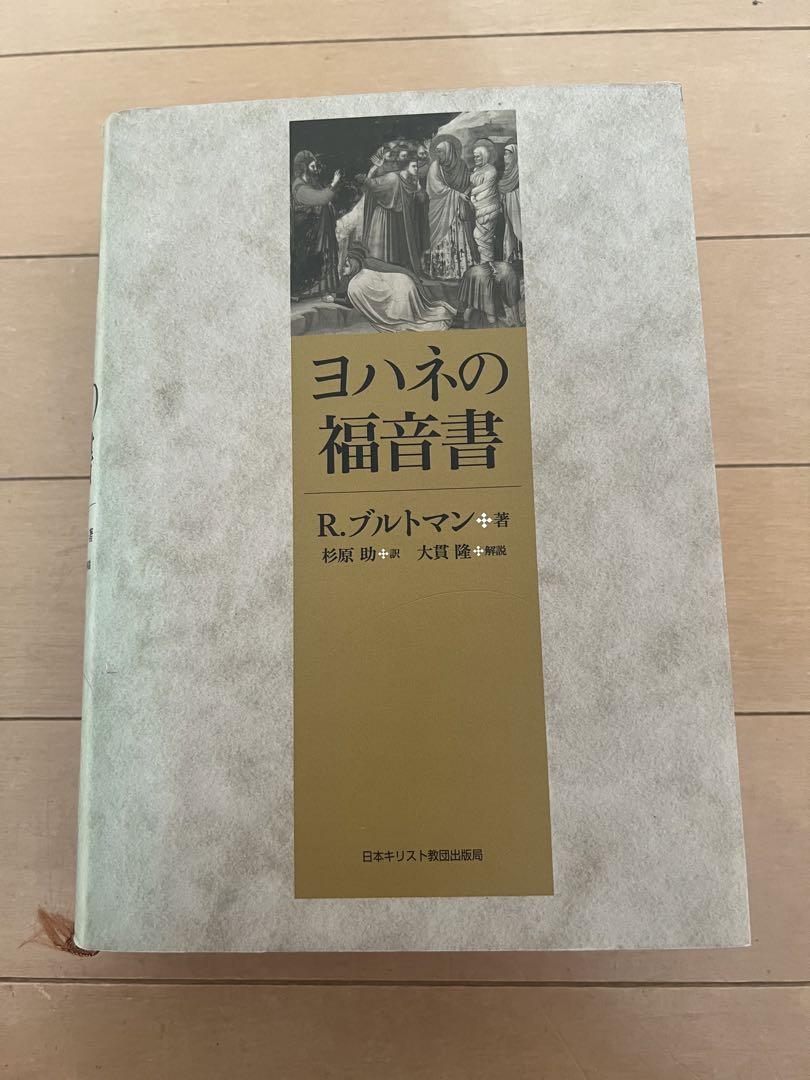 ヨハネの
福音書
R.ブルトマン 著
杉原 助 訳 大貫 隆 解説
日本キリスト教団出版局